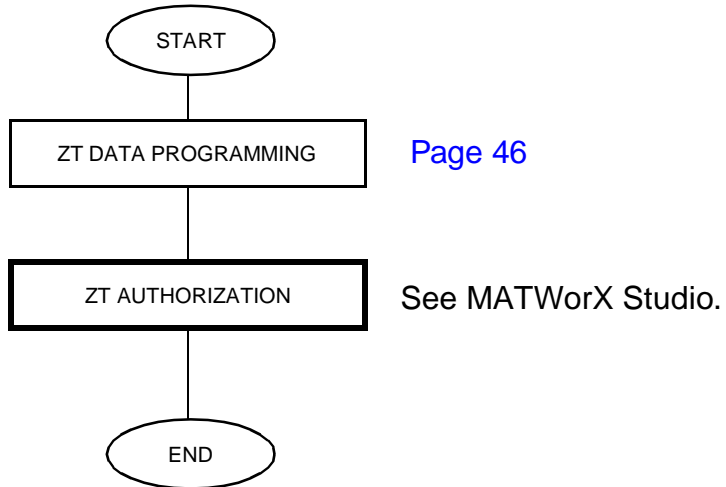 START
ZT DATA PROGRAMMING
Page 46
ZT AUTHORIZATION
See MATWorX Studio.
END